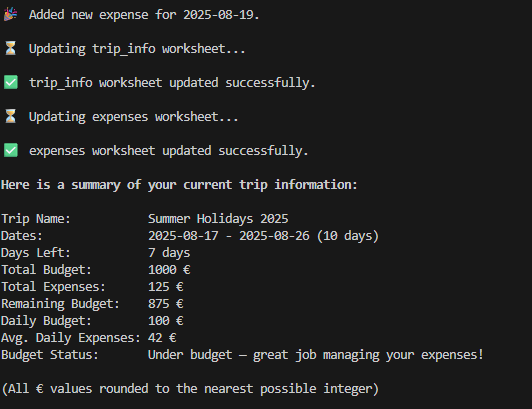 🎉 Added new expense for 2025-08-19.
⏳ Updating trip_info worksheet...
✅ trip_info worksheet updated successfully.
⏳ Updating expenses worksheet...
✅ expenses worksheet updated successfully.
Here is a summary of your current trip information:
Trip Name: Summer Holidays 2025
Dates: 2025-08-17 - 2025-08-26 (10 days)
Days Left: 7 days
Total Budget: 1000 €
Total Expenses: 125 €
Remaining Budget: 875 €
Daily Budget: 100 €
Avg. Daily Expenses: 42 €
Budget Status: Under budget — great job managing your expenses!
(All € values rounded to the nearest possible integer)